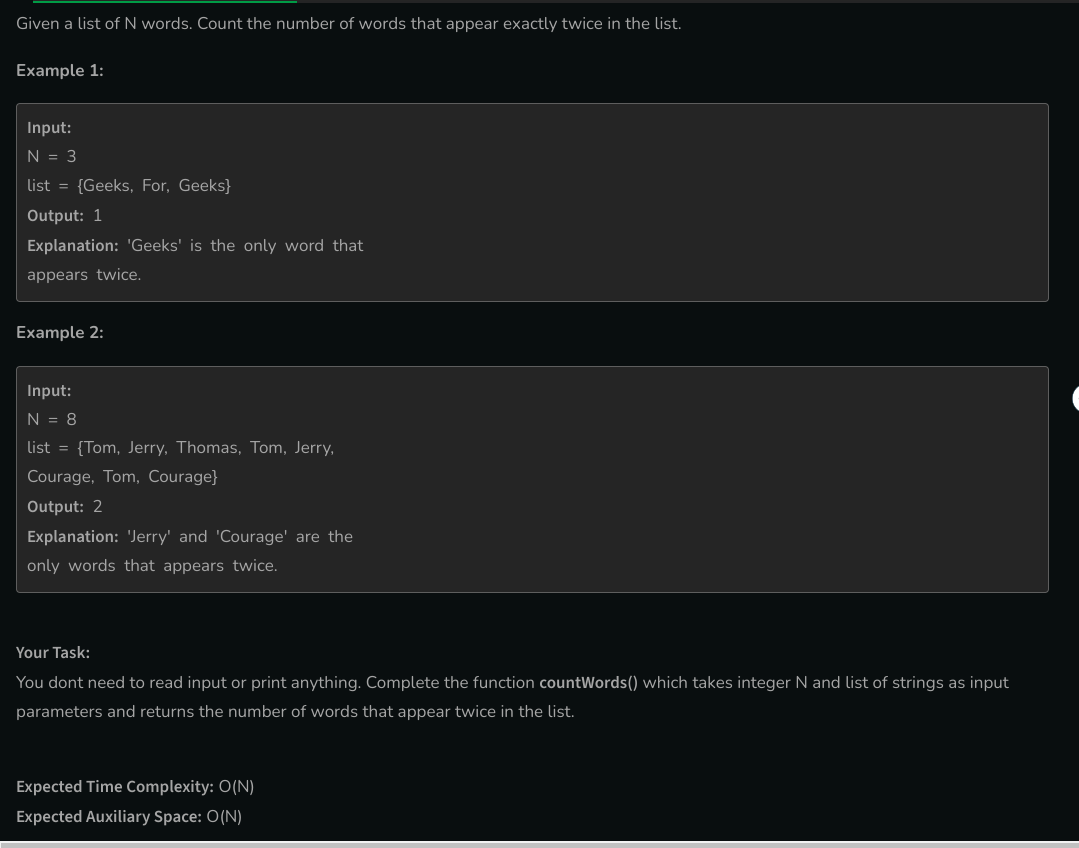 Given a list of N words. Count the number of words that appear exactly twice in the list.
Example 1:
Input:
N = 3
list = {Geeks, For, Geeks}
Output: 1
Explanation: 'Geeks' is the only word that
appears twice.
Example 2:
Input:
N = 8
list = {Tom, Jerry, Thomas, Tom, Jerry,
Courage, Tom, Courage}
Output: 2
Explanation: 'Jerry' and 'Courage' are the
only words that appears twice.
Your Task:
You dont need to read input or print anything. Complete the function countWords() which takes integer N and list of strings as input
parameters and returns the number of words that appear twice in the list.
Expected Time Complexity: O(N)
Expected Auxiliary Space: O(N)